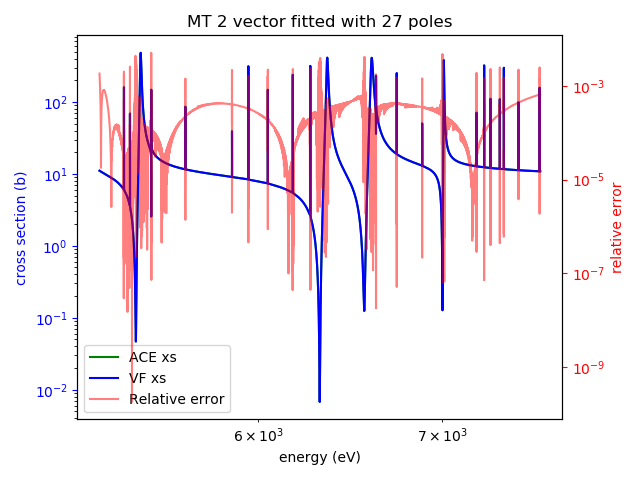 MT 2 vector fitted with 27 poles
cross section (b)
10²
10¹
10⁰
10⁻¹
10⁻²
10⁻³
10⁻⁵
10⁻⁷
10⁻⁹
relative error
ACE xs
VF xs
Relative error
6 × 10³
7 × 10³
energy (eV)